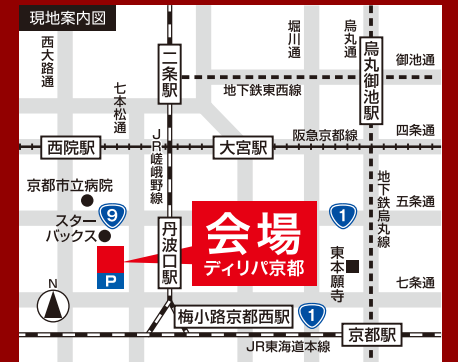 現地案内図
西大路通
七本松通
二条駅
堀川通
烏丸通
烏丸御池駅
御池通
地下鉄東西線
西院駅
JR嵯峨野線
大宮駅
阪急京都線
四条通
京都市立病院
スター
バックス
9
丹波口駅
会場
ディリパ京都
1
地下鉄烏丸線
五条通
東本願寺
P
七条通
N
梅小路京都西駅
1
京都駅
JR東海道本線